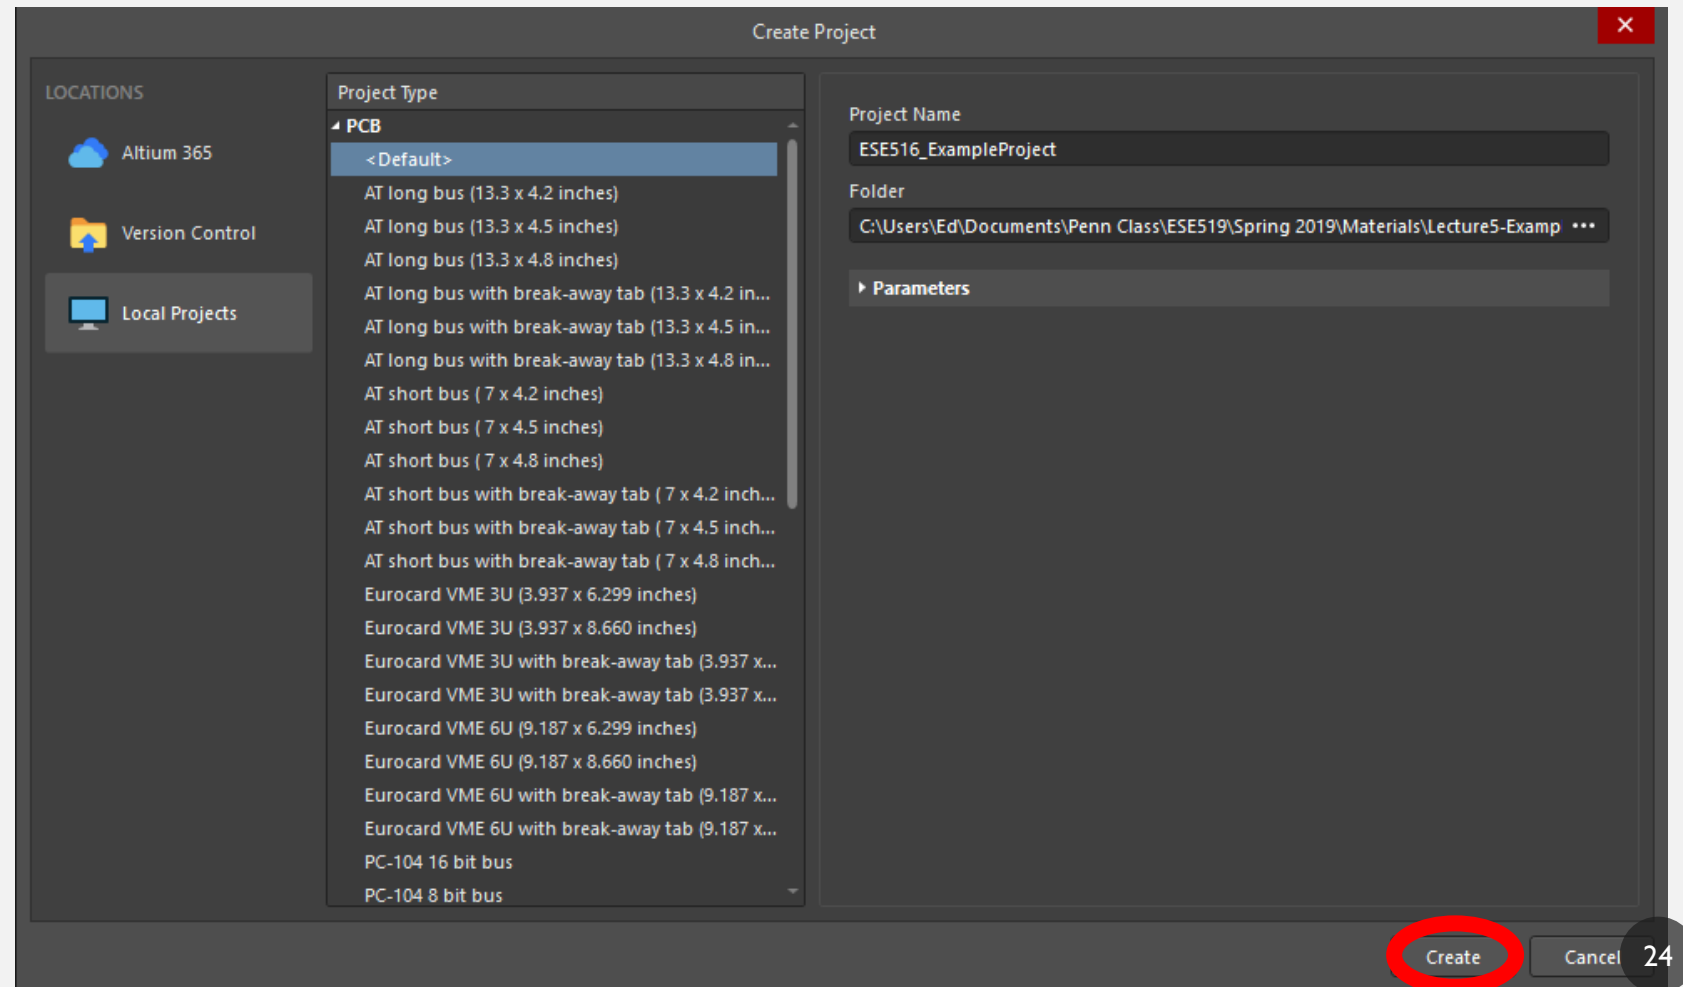 Create Project
LOCATIONS
Altium 365
Version Control
Local Projects
Project Type
PCB
<Default>
AT long bus (13.3 x 4.2 inches)
AT long bus (13.3 x 4.5 inches)
AT long bus (13.3 x 4.8 inches)
AT long bus with break-away tab (13.3 x 4.2 in...
AT long bus with break-away tab (13.3 x 4.5 in...
AT long bus with break-away tab (13.3 x 4.8 in...
AT short bus ( 7 x 4.2 inches)
AT short bus ( 7 x 4.5 inches)
AT short bus ( 7 x 4.8 inches)
AT short bus with break-away tab ( 7 x 4.2 inch...
AT short bus with break-away tab ( 7 x 4.5 inch...
AT short bus with break-away tab ( 7 x 4.8 inch...
Eurocard VME 3U (3.937 x 6.299 inches)
Eurocard VME 3U (3.937 x 8.660 inches)
Eurocard VME 3U with break-away tab (3.937 x...
Eurocard VME 3U with break-away tab (3.937 x...
Eurocard VME 6U (9.187 x 6.299 inches)
Eurocard VME 6U (9.187 x 8.660 inches)
Eurocard VME 6U with break-away tab (9.187 x...
Eurocard VME 6U with break-away tab (9.187 x...
PC-104 16 bit bus
PC-104 8 bit bus
Project Name
ESE516_ExampleProject
Folder
C:\Users\Ed\Documents\Penn Class\ESE519\Spring 2019\Materials\Lecture5-Examp ...
Parameters
Create
Cancel
24